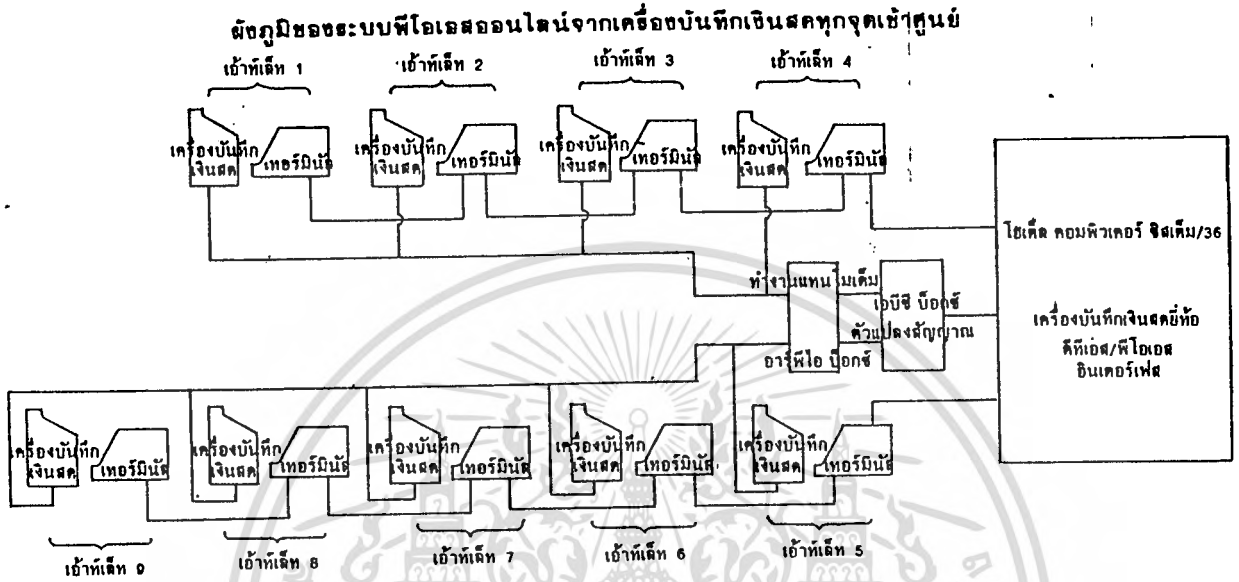 ผังภูมิของระบบพีโอเอสออนไลน์จากเครื่องบันทึกเงินสดทุกจุดเข้าศูนย์
เอ้าท์เล็ท 1
เอ้าท์เล็ท 2
เอ้าท์เล็ท 3
เอ้าท์เล็ท 4
เครื่องบันทึก
เงินสด
เทอร์มินัล
เครื่องบันทึก
เงินสด
เทอร์มินัล
เครื่องบันทึก
เงินสด
เทอร์มินัล
เครื่องบันทึก
เงินสด
เทอร์มินัล
โฮเต็ล คอมพิวเตอร์ ซิสเต็ม/36
ทำงานแทนโมเด็ม
อาร์พีไอ บ็อกซ์
เอบีซี บ็อกซ์
ตัวแปลงสัญญาณ
เครื่องบันทึกเงินสดยี่ห้อ
ดีทีเอส/พีโอเอส
อินเตอร์เฟส
เครื่องบันทึก
เงินสด
เทอร์มินัล
เครื่องบันทึก
เงินสด
เทอร์มินัล
เครื่องบันทึก
เงินสด
เทอร์มินัล
เครื่องบันทึก
เงินสด
เทอร์มินัล
เครื่องบันทึก
เงินสด
เทอร์มินัล
เอ้าท์เล็ท 9
เอ้าท์เล็ท 8
เอ้าท์เล็ท 7
เอ้าท์เล็ท 6
เอ้าท์เล็ท 5